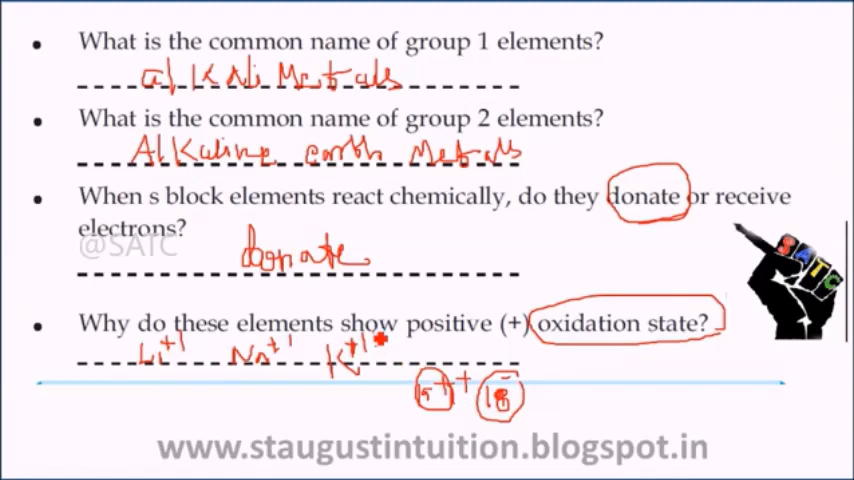 • What is the common name of group 1 elements?
alkali Metals
• What is the common name of group 2 elements?
Alkaline earth Metals
• When s block elements react chemically, do they donate or receive
electrons?
@SATC
donate
SATC
• Why do these elements show positive (+) oxidation state?
Li+1 Na+1 K+1
18
www.staugustintuition.blogspot.in